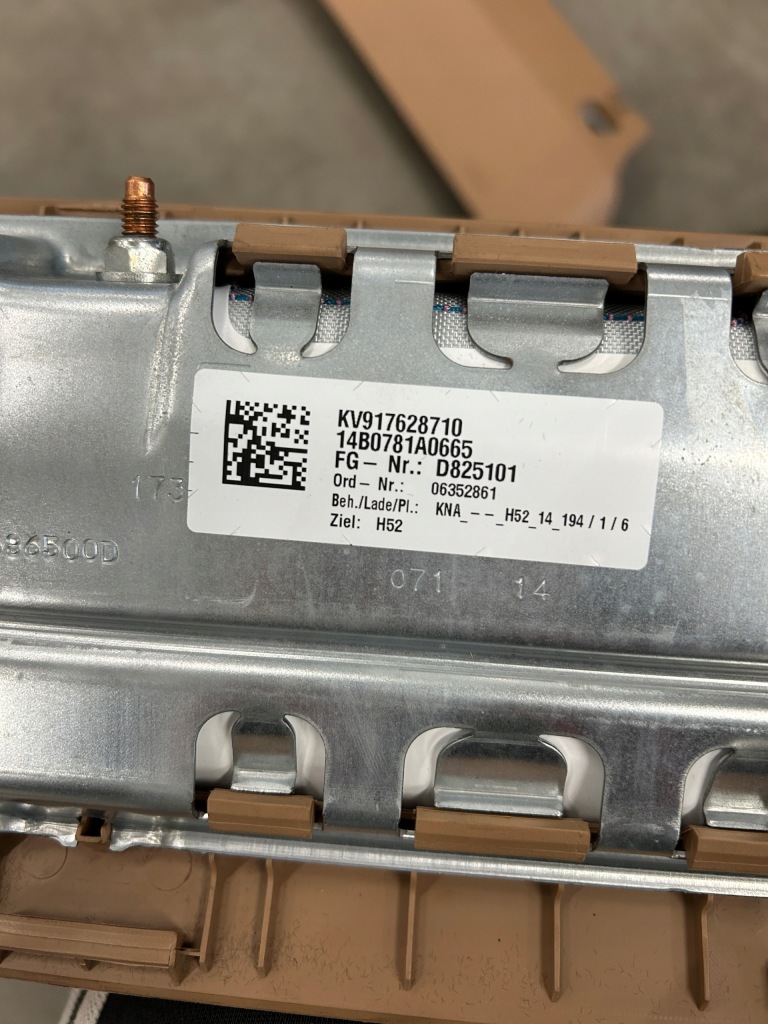 KV917628710
14B0781A0665
FG – Nr.: D825101
Ord – Nr.: 06352861
Beh./Lade/Pl.: KNA_ – – _H52_14_194 / 1 / 6
Ziel: H52
173
86500D
071 14